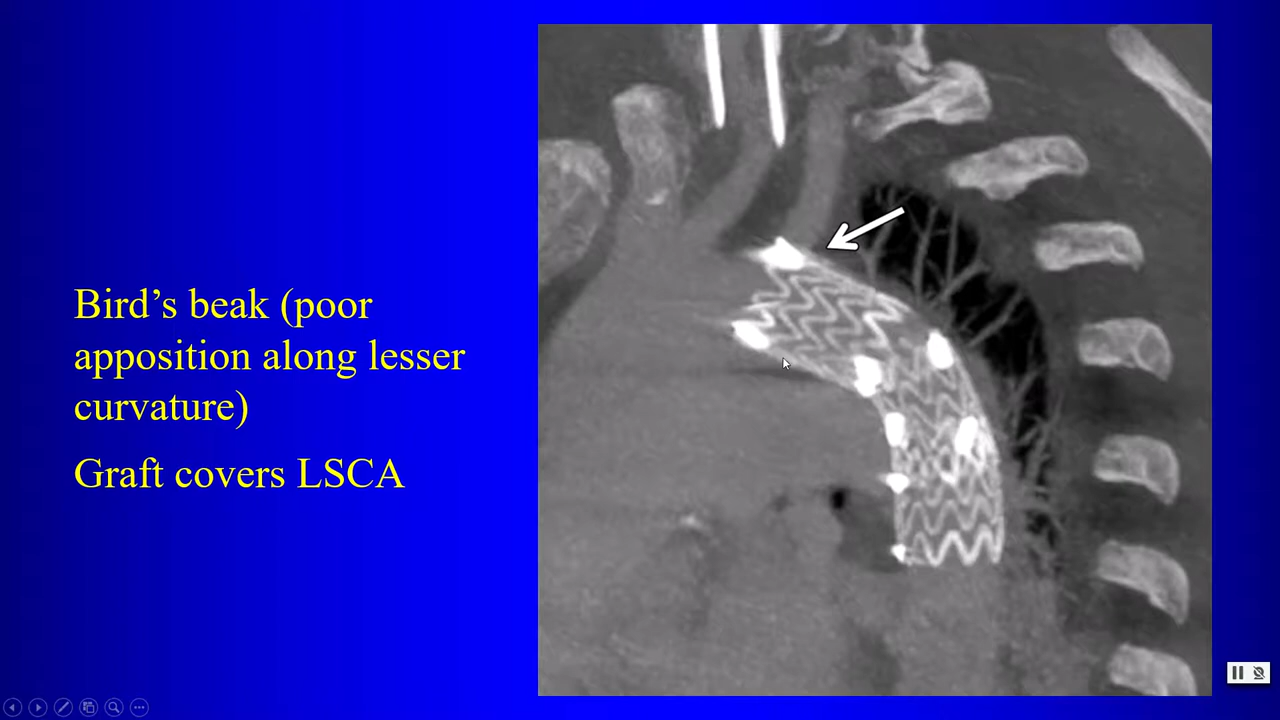 Bird’s beak (poor
apposition along lesser
curvature)
Graft covers LSCA